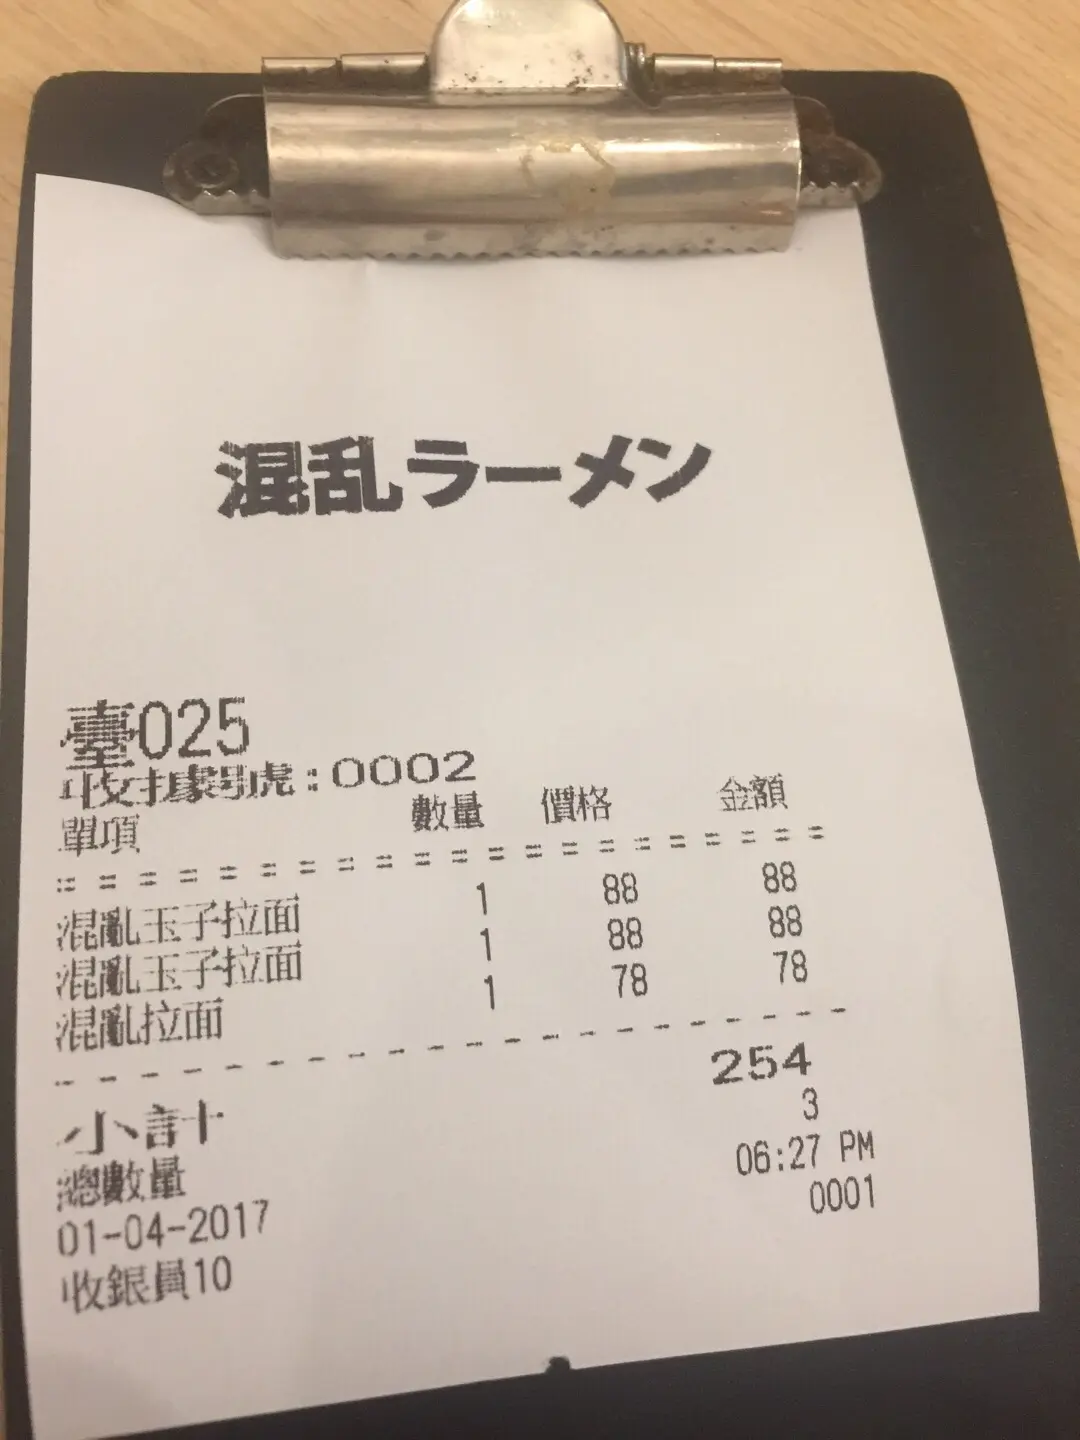 混乱ラーメン
臺025
收據號:0002
單項 數量 價格 金額
= = = = = = = = = = = = = = = = = = = =
混亂玉子拉面 1 88 88
混亂玉子拉面 1 88 88
混亂拉面 1 78 78
- - - - - - - - - - - - - - - - - - - -
小計 254
總數量 3
01-04-2017 06:27 PM
收銀員10 0001